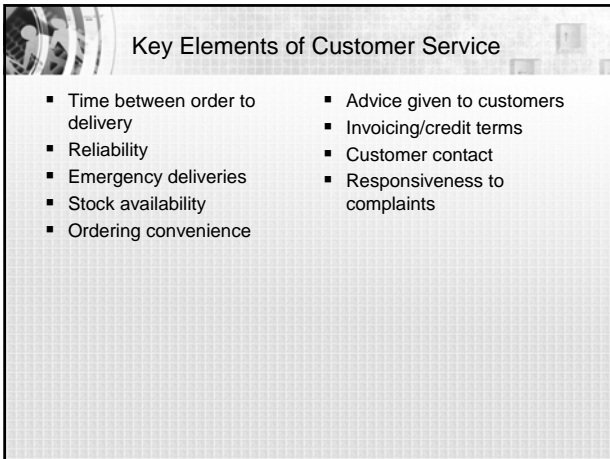 Key Elements of Customer Service
▪ Time between order to
delivery
▪ Reliability
▪ Emergency deliveries
▪ Stock availability
▪ Ordering convenience
▪ Advice given to customers
▪ Invoicing/credit terms
▪ Customer contact
▪ Responsiveness to
complaints